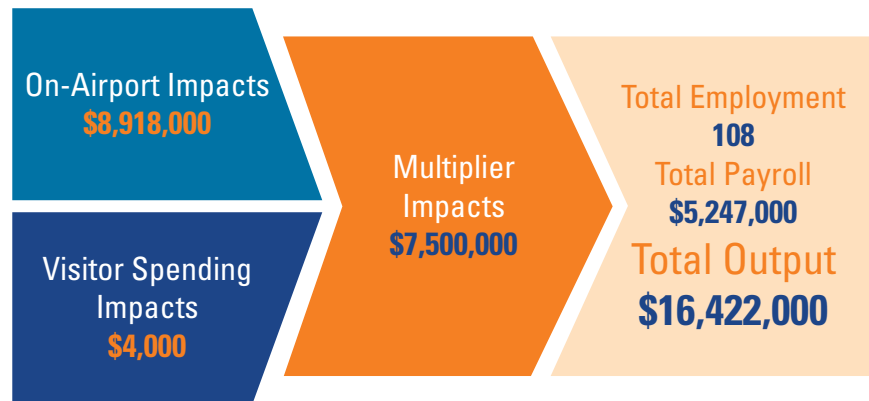 On-Airport Impacts
$8,918,000
Visitor Spending
Impacts
$4,000
Multiplier
Impacts
$7,500,000
Total Employment
108
Total Payroll
$5,247,000
Total Output
$16,422,000